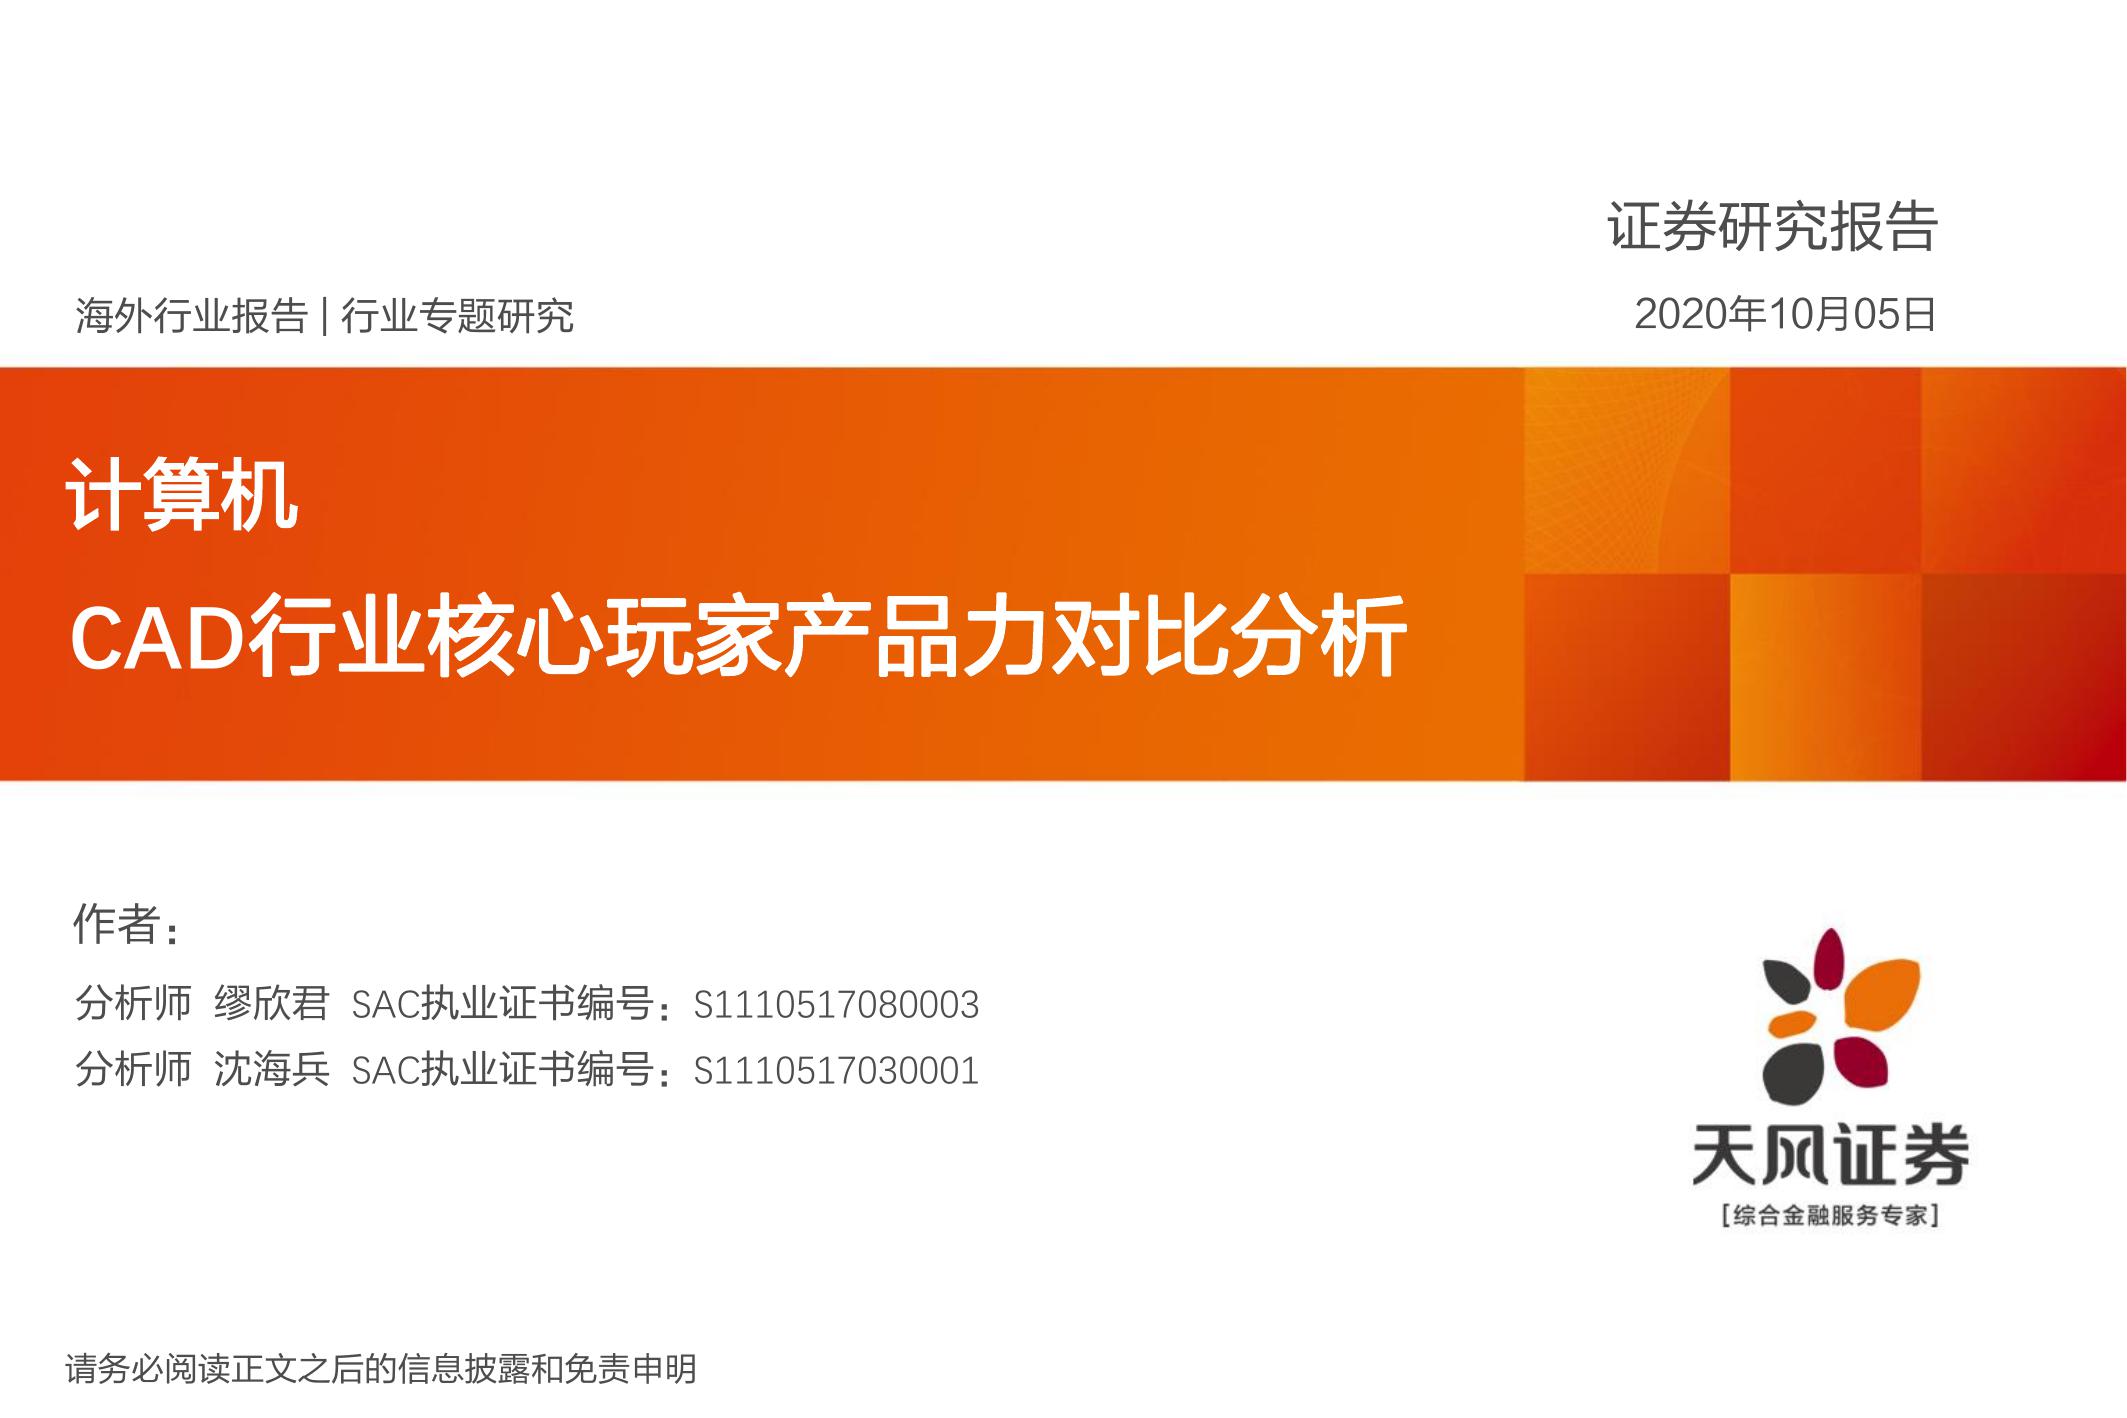 证券研究报告
海外行业报告 | 行业专题研究
2020年10月05日
计算机
CAD行业核心玩家产品力对比分析
作者：
分析师 缪欣君 SAC执业证书编号：S1110517080003
分析师 沈海兵 SAC执业证书编号：S1110517030001
天风证券
[综合金融服务专家]
请务必阅读正文之后的信息披露和免责申明